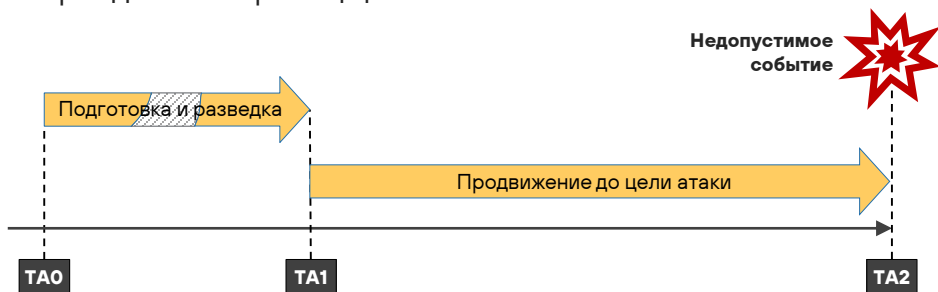 Недопустимое
событие
Подготовка и разведка
Продвижение до цели атаки
TA0
TA1
TA2